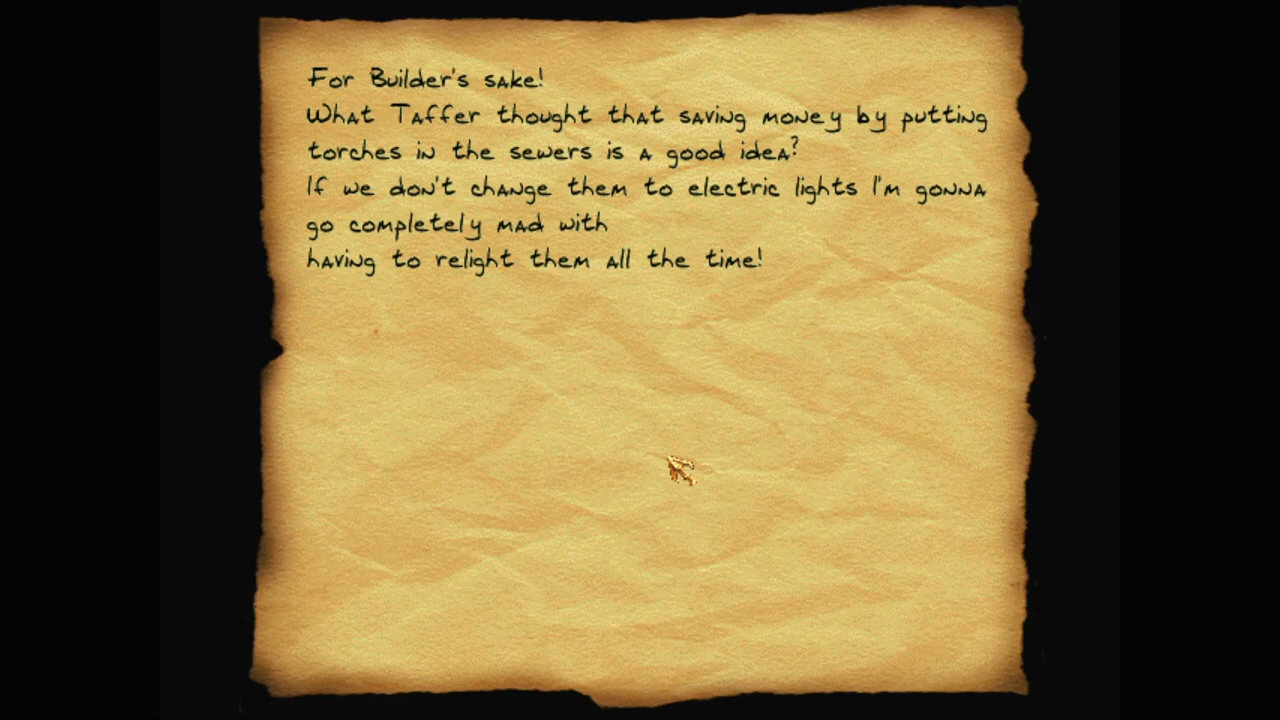 For Builder's sake!
What Taffer thought that saving money by putting
torches in the sewers is a good idea?
If we don't change them to electric lights I'm gonna
go completely mad with
having to relight them all the time!